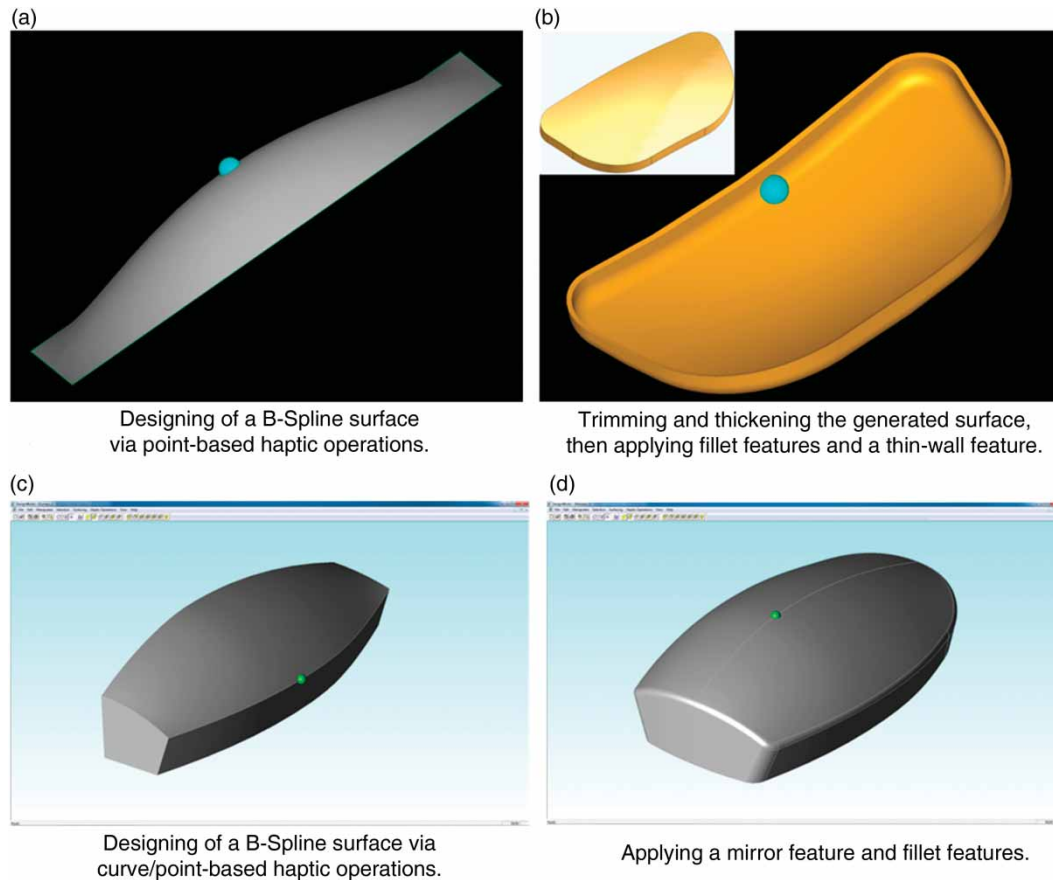 (a)
(b)
Designing of a B-Spline surface
via point-based haptic operations.
Trimming and thickening the generated surface,
then applying fillet features and a thin-wall feature.
(c)
(d)
Designing of a B-Spline surface via
curve/point-based haptic operations.
Applying a mirror feature and fillet features.